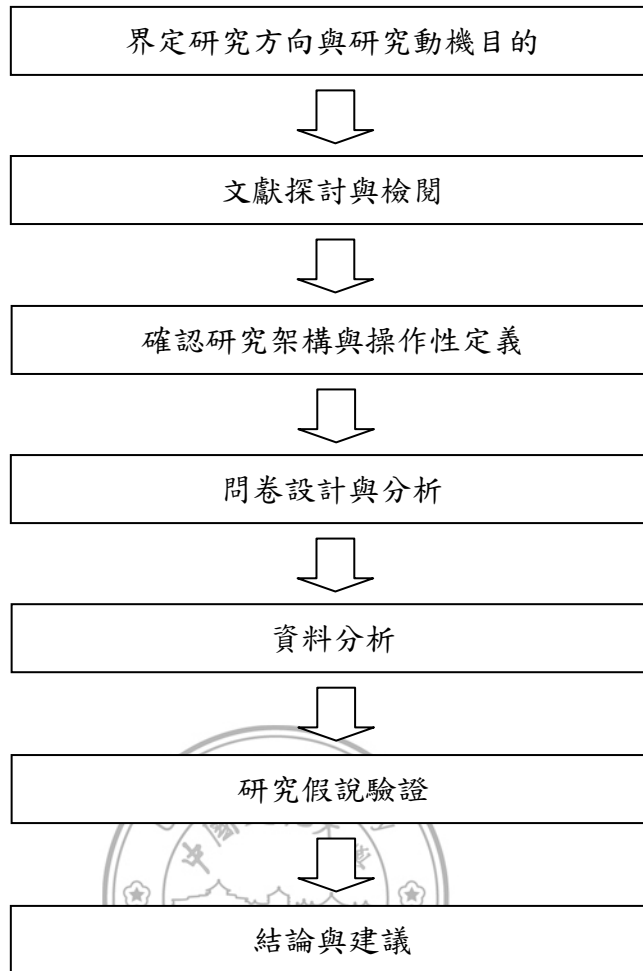 界定研究方向與研究動機目的
文獻探討與檢閱
確認研究架構與操作性定義
問卷設計與分析
資料分析
研究假說驗證
結論與建議